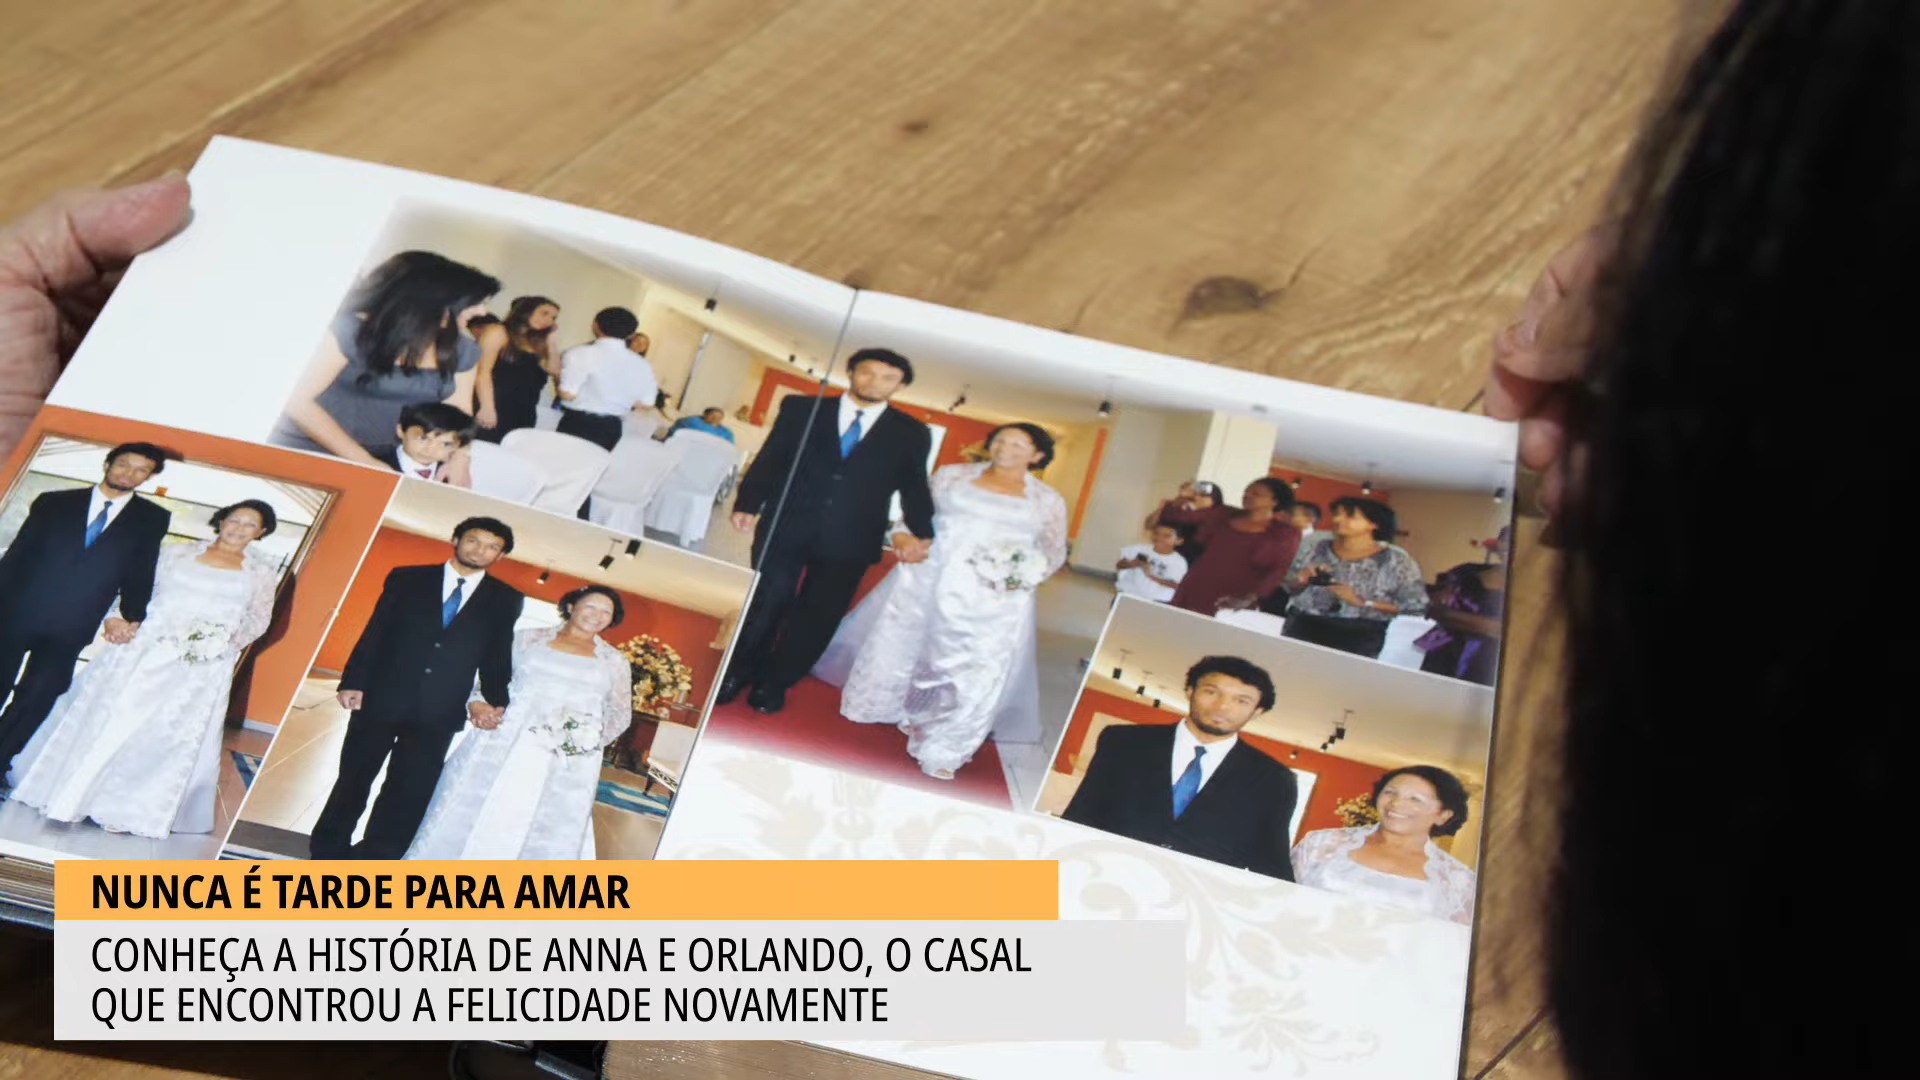 NUNCA É TARDE PARA AMAR
CONHEÇA A HISTÓRIA DE ANNA E ORLANDO, O CASAL
QUE ENCONTROU A FELICIDADE NOVAMENTE